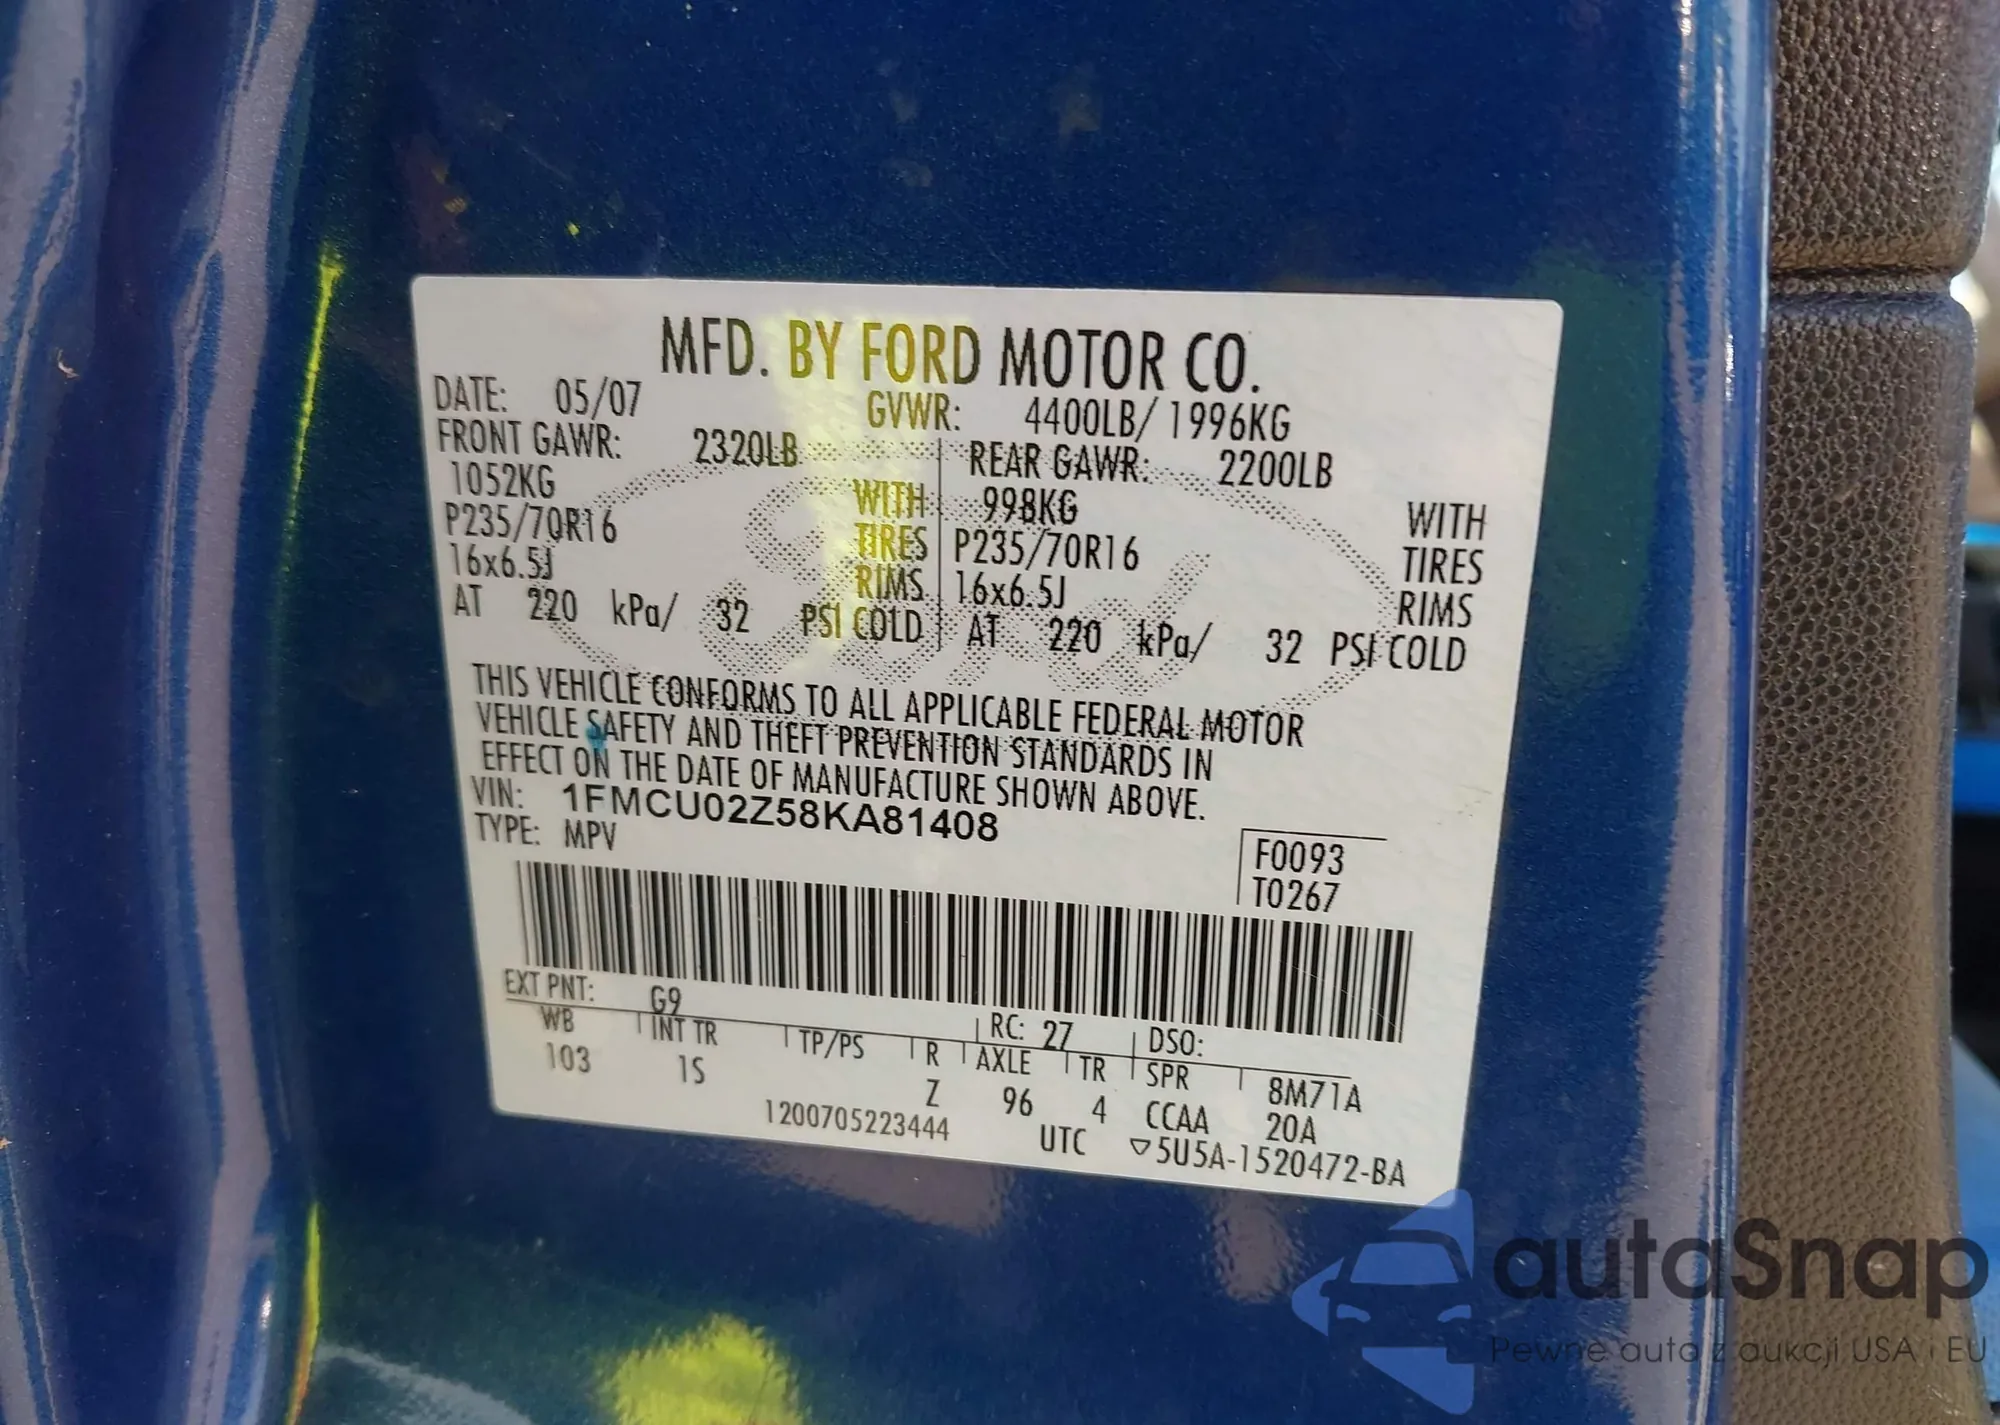 MFD. BY FORD MOTOR CO.
DATE: 05/07 GVWR: 4400LB/ 1996KG
FRONT GAWR: 2320LB REAR GAWR: 2200LB
1052KG WITH 998KG WITH
P235/70R16 TIRES P235/70R16 TIRES
16x6.5J RIMS 16x6.5J RIMS
AT 220 kPa/ 32 PSI COLD AT 220 kPa/ 32 PSI COLD
Ford
THIS VEHICLE CONFORMS TO ALL APPLICABLE FEDERAL MOTOR
VEHICLE SAFETY AND THEFT PREVENTION STANDARDS IN
EFFECT ON THE DATE OF MANUFACTURE SHOWN ABOVE.
VIN: 1FMCU02Z58KA81408
TYPE: MPV
F0093
T0267
EXT PNT: G9 RC: 27 DSO:
WB INT TR TP/PS R AXLE TR SPR 8M71A
103 1S Z 96 4 CCAA 20A
1200705223444 UTC ▽5U5A-1520472-BA
autaSnap
Pewne auta z aukcji USA i EU